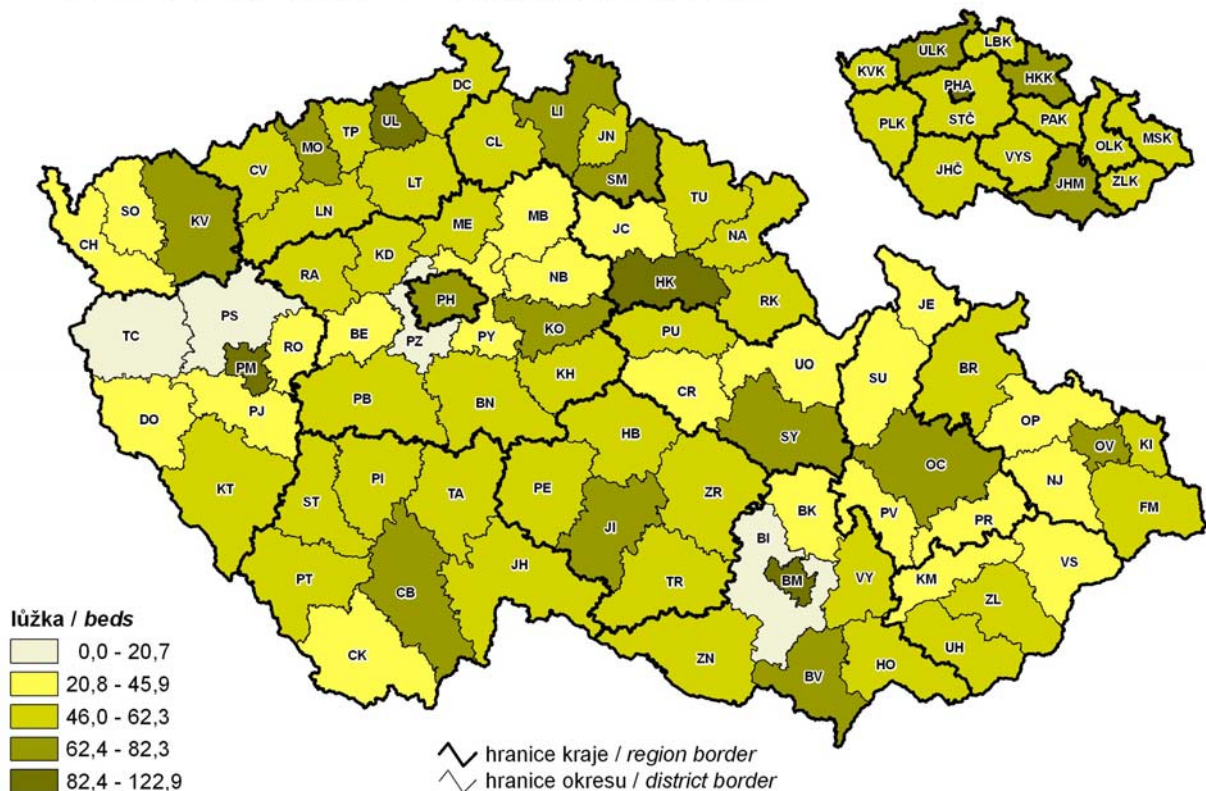 DC
LI
UL
JN
TP
MO
CL
CV
LT
SM
SO
KV
LN
ME
MB
JC
TU
NA
CH
KD
RA
NB
HK
PH
RK
TC
PS
RO
BE
PZ
PY
KO
PU
JE
PM
UO
SU
BR
PB
BN
KH
CR
DO
PJ
OP
HB
SY
OV
KI
OC
KT
ST
PI
TA
PE
ZR
NJ
FM
BK
PV
PR
JI
BI
PT
CB
JH
TR
BM
VY
KM
VS
ZL
CK
ZN
BV
HO
UH
ULK
LBK
KVK
HKK
PHA
STČ
PLK
PAK
MSK
OLK
VYS
JHČ
JHM
ZLK
lůžka / beds
0,0 - 20,7
20,8 - 45,9
46,0 - 62,3
62,4 - 82,3
82,4 - 122,9
hranice kraje / region border
hranice okresu / district border